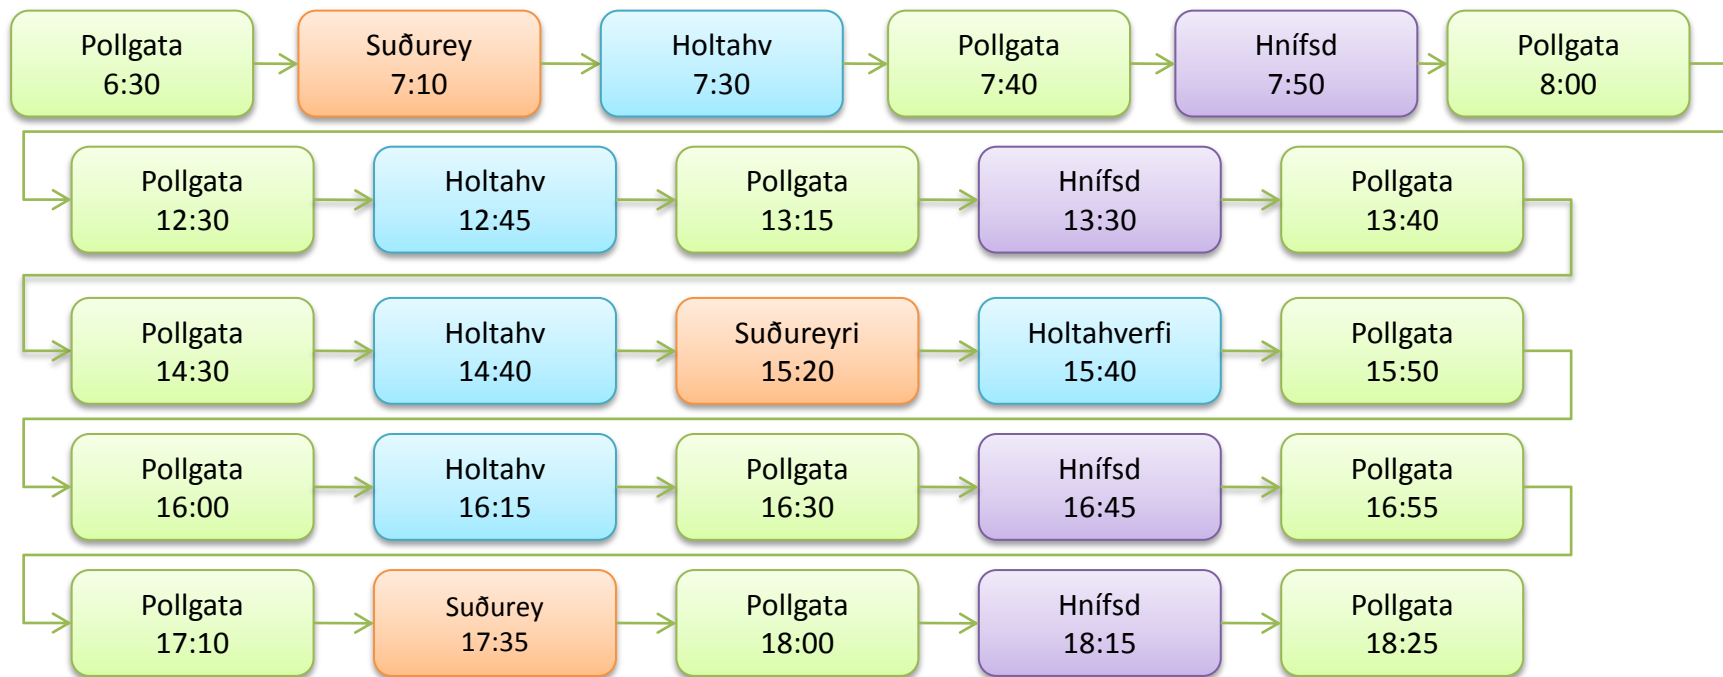 Pollgata
6:30
Suðurey
7:10
Holtahv
7:30
Pollgata
7:40
Hnífsd
7:50
Pollgata
8:00
Pollgata
12:30
Holtahv
12:45
Pollgata
13:15
Hnífsd
13:30
Pollgata
13:40
Pollgata
14:30
Holtahv
14:40
Suðureyri
15:20
Holtahverfi
15:40
Pollgata
15:50
Pollgata
16:00
Holtahv
16:15
Pollgata
16:30
Hnífsd
16:45
Pollgata
16:55
Pollgata
17:10
Suðurey
17:35
Pollgata
18:00
Hnífsd
18:15
Pollgata
18:25